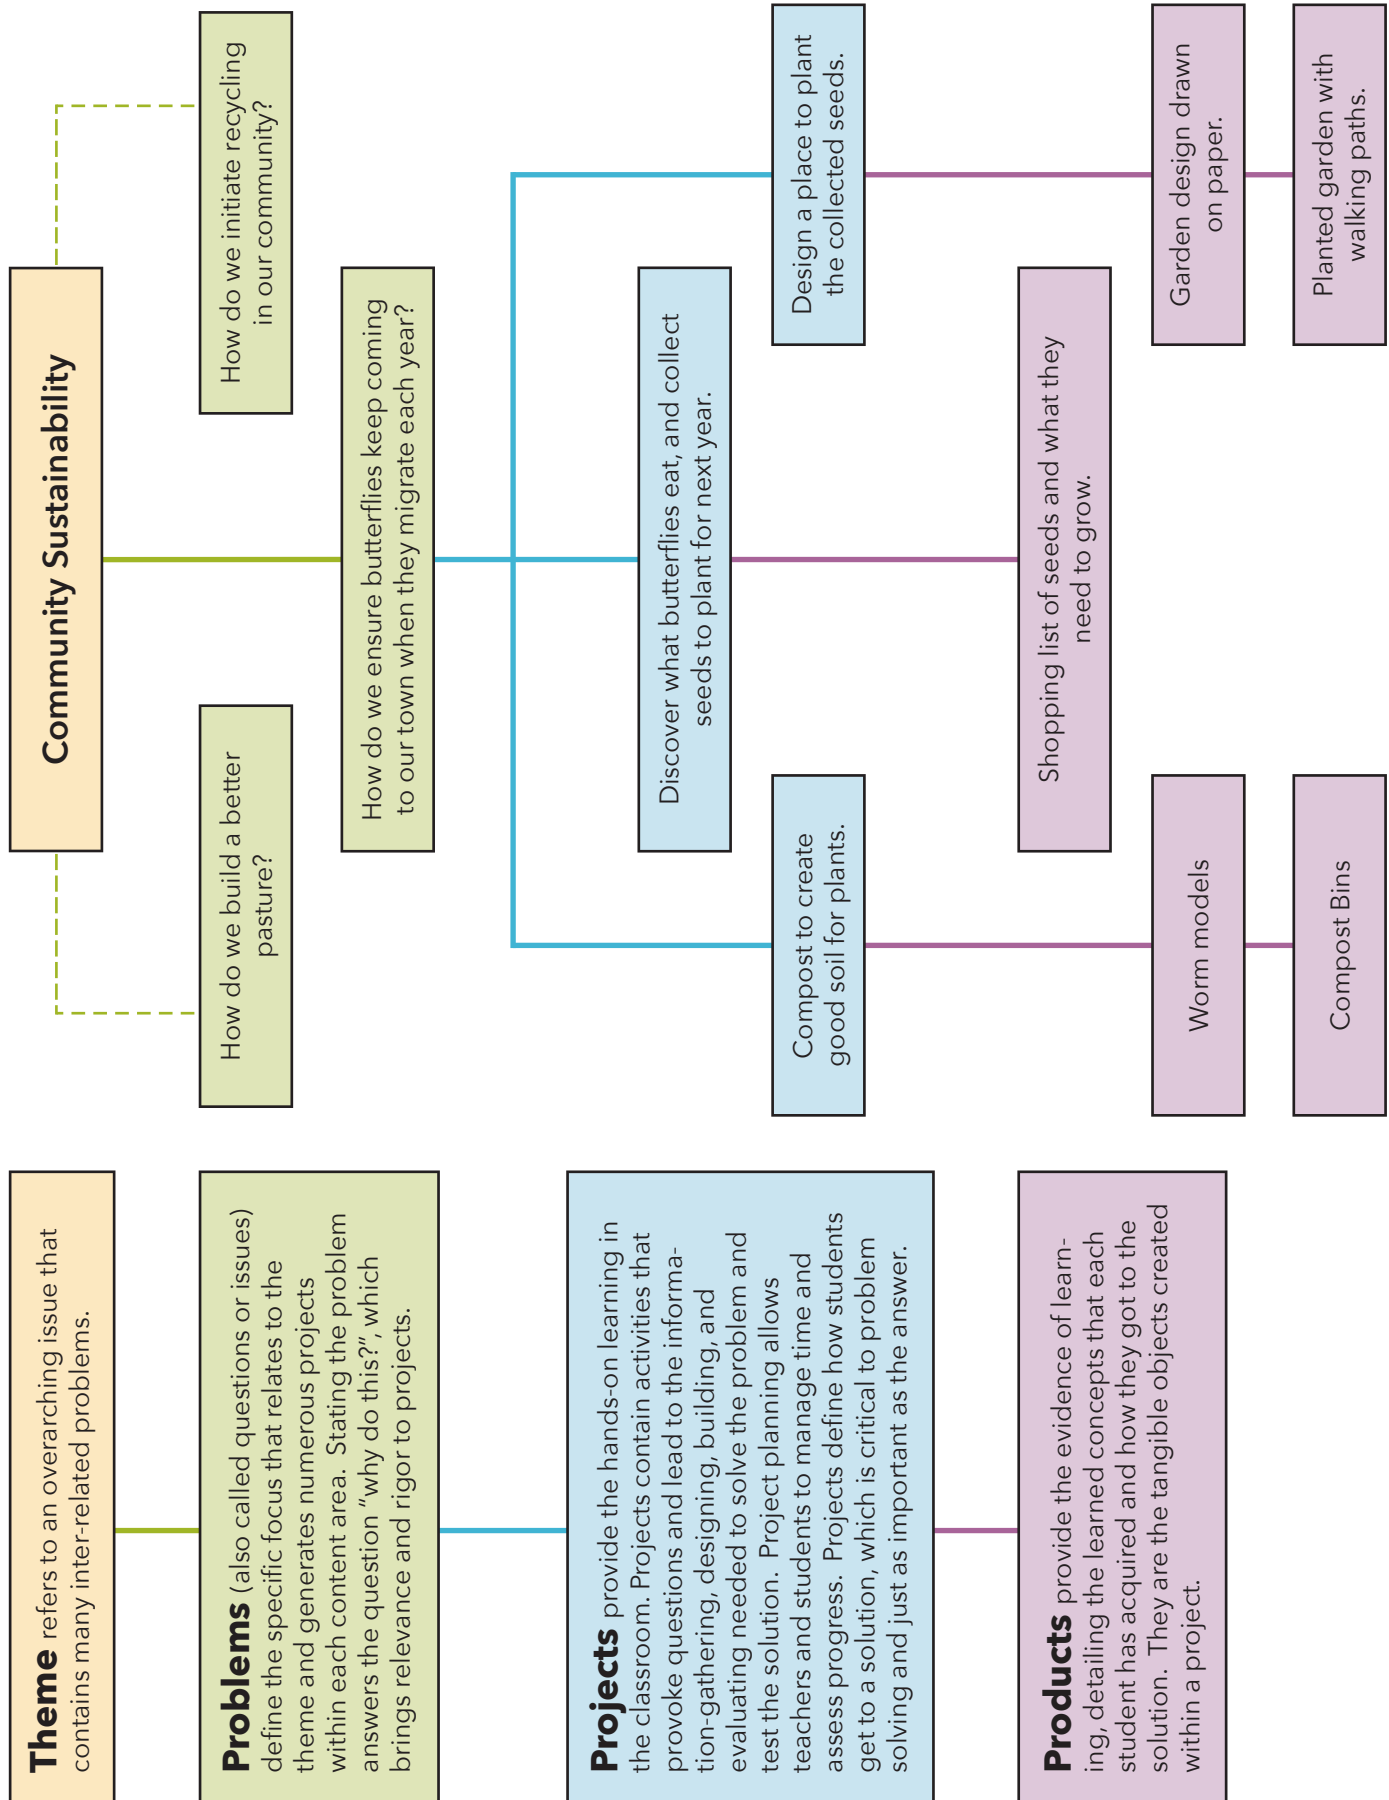 Theme refers to an overarching issue that
contains many inter-related problems.
Problems (also called questions or issues)
define the specific focus that relates to the
theme and generates numerous projects
within each content area. Stating the problem
answers the question “why do this?”, which
brings relevance and rigor to projects.
Projects provide the hands-on learning in
the classroom. Projects contain activities that
provoke questions and lead to the informa-
tion-gathering, designing, building, and
evaluating needed to solve the problem and
test the solution. Project planning allows
teachers and students to manage time and
assess progress. Projects define how students
get to a solution, which is critical to problem
solving and just as important as the answer.
Products provide the evidence of learn-
ing, detailing the learned concepts that each
student has acquired and how they got to the
solution. They are the tangible objects created
within a project.
Community Sustainability
How do we build a better
pasture?
How do we initiate recycling
in our community?
How do we ensure butterflies keep coming
to our town when they migrate each year?
Discover what butterflies eat, and collect
seeds to plant for next year.
Compost to create
good soil for plants.
Design a place to plant
the collected seeds.
Shopping list of seeds and what they
need to grow.
Worm models
Garden design drawn
on paper.
Compost Bins
Planted garden with
walking paths.